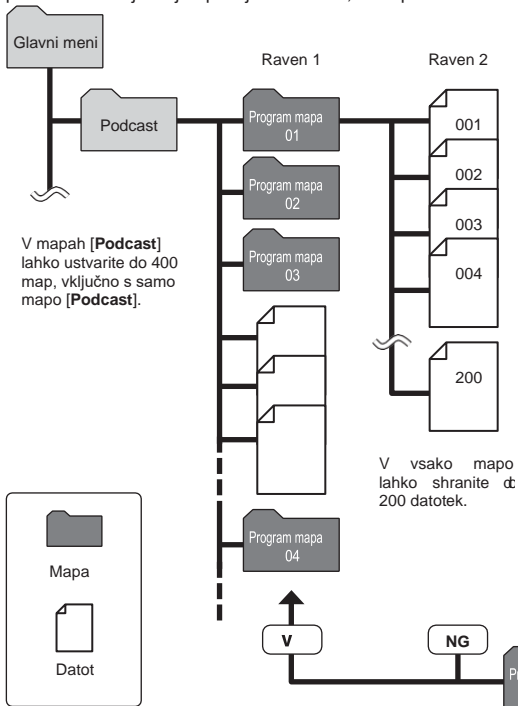 Glavni meni
Raven 1
Raven 2
Podcast
Program mapa
01
001
Program mapa
02
002
V mapah [Podcast]
lahko ustvarite do 400
map, vključno s samo
mapo [Podcast].
003
Program mapa
03
004
200
V vsako mapo
lahko shranite do
200 datotek.
Program mapa
04
Mapa
Datot
V
NG